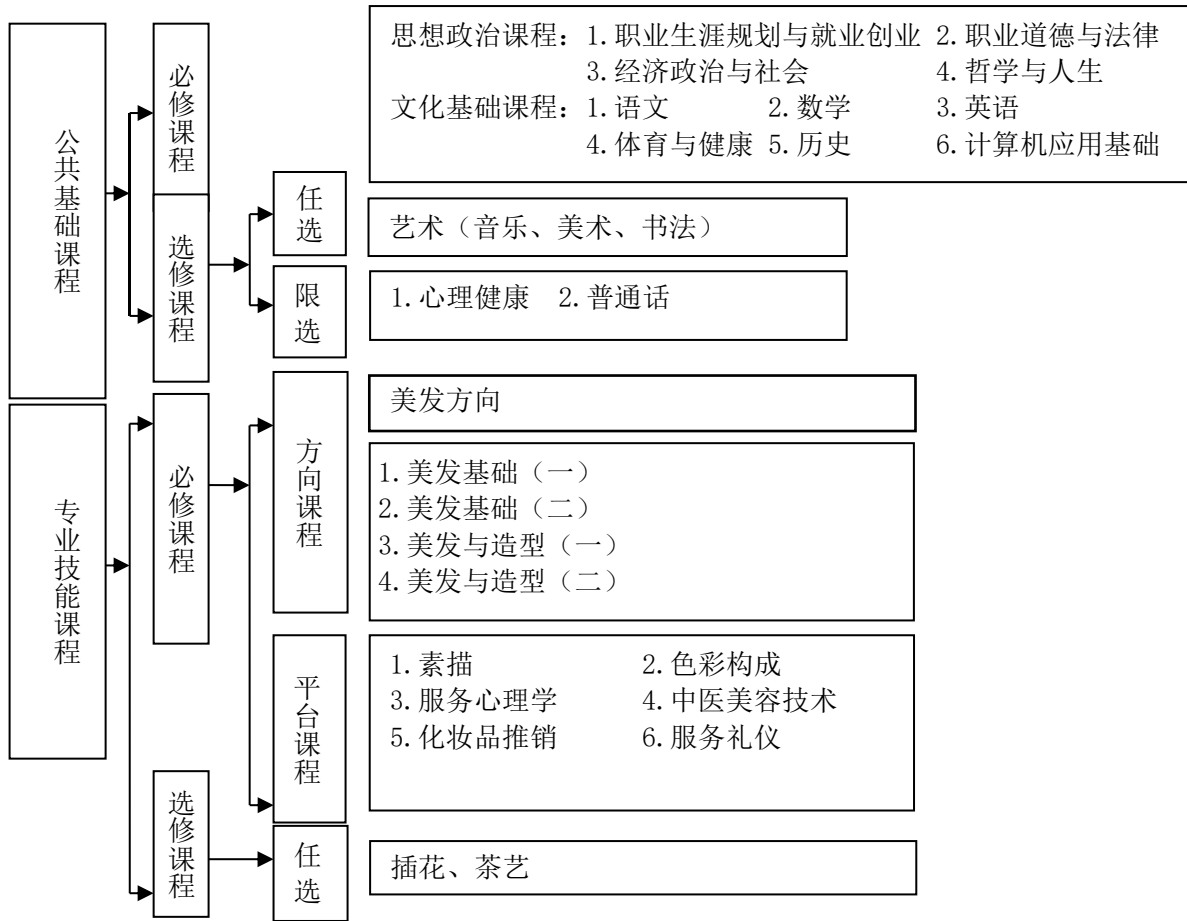 公共基础课程
必修课程
思想政治课程：1.职业生涯规划与就业创业 2.职业道德与法律
3.经济政治与社会 4.哲学与人生
文化基础课程：1.语文 2.数学 3.英语
4.体育与健康 5.历史 6.计算机应用基础
选修课程
任选
艺术（音乐、美术、书法）
限选
1.心理健康 2.普通话
专业技能课程
必修课程
方向课程
美发方向
1.美发基础（一）
2.美发基础（二）
3.美发与造型（一）
4.美发与造型（二）
平台课程
1.素描 2.色彩构成
3.服务心理学 4.中医美容技术
5.化妆品推销 6.服务礼仪
选修课程
任选
插花、茶艺